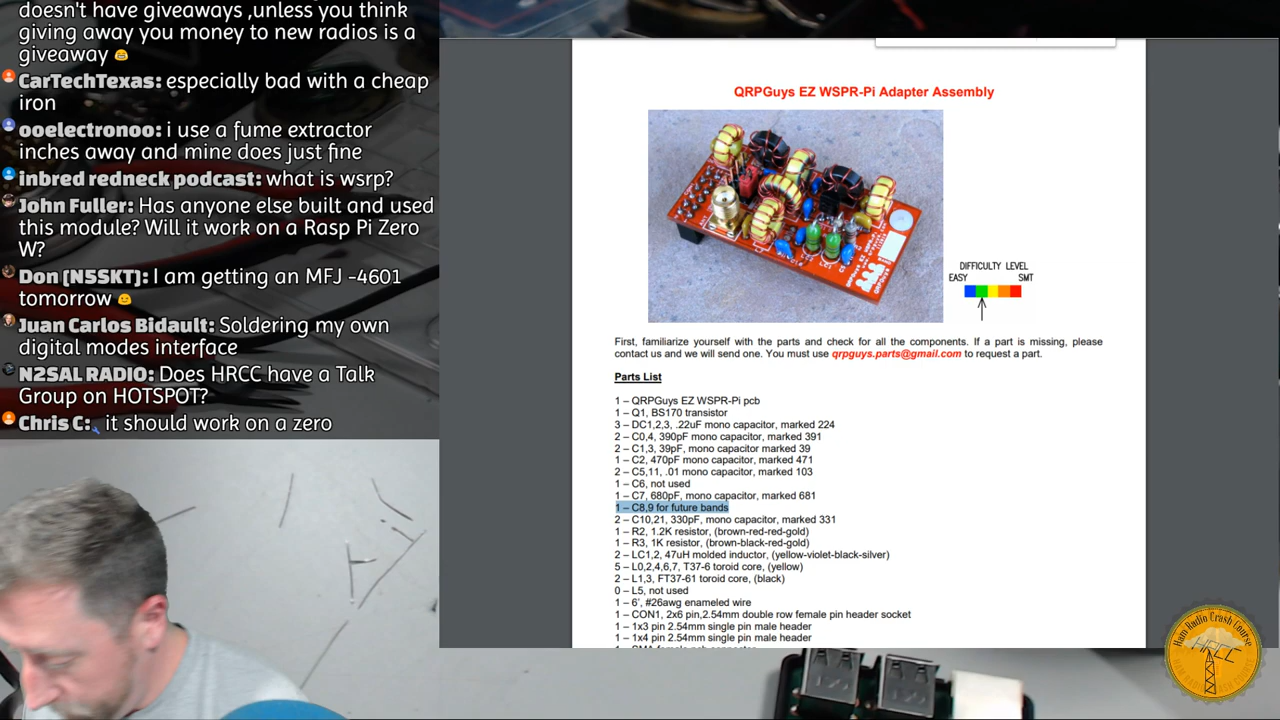 doesn't have giveaways ,unless you think
giving away you money to new radios is a
giveaway
CarTechTexas: especially bad with a cheap
iron
ooelectronoo: i use a fume extractor
inches away and mine does just fine
inbred redneck podcast: what is wsrp?
John Fuller: Has anyone else built and used
this module? Will it work on a Rasp Pi Zero
W?
Don (N5SKT): I am getting an MFJ -4601
tomorrow
Juan Carlos Bidault: Soldering my own
digital modes interface
N2SAL RADIO: Does HRCC have a Talk
Group on HOTSPOT?
Chris C: it should work on a zero
QRPGuys EZ WSPR-Pi Adapter Assembly
DIFFICULTY LEVEL
EASY SMT
First, familiarize yourself with the parts and check for all the components. If a part is missing, please
contact us and we will send one. You must use qrpguys.parts@gmail.com to request a part.
Parts List
1 – QRPGuys EZ WSPR-Pi pcb
1 – Q1, BS170 transistor
3 – DC1,2,3, .22uF mono capacitor, marked 224
2 – C0,4, 390pF mono capacitor, marked 391
2 – C1,3, 39pF, mono capacitor, marked 39
1 – C2, 470pF mono capacitor, marked 471
2 – C5,11, .01 mono capacitor, marked 103
1 – C6, not used
1 – C7, 680pF, mono capacitor, marked 681
1 – C8,9 for future bands
2 – C10,21, 330pF, mono capacitor, marked 331
1 – R2, 1.2K resistor, (brown-red-red-gold)
1 – R3, 1K resistor, (brown-black-red-gold)
2 – LC1,2, 47uH molded inductor, (yellow-violet-black-silver)
5 – L0,2,4,6,7, T37-6 toroid core, (yellow)
2 – L1,3, FT37-61 toroid core, (black)
0 – L5, not used
1 – 6', #26awg enameled wire
1 – CON1, 2x6 pin,2.54mm double row female pin header socket
1 – 1x3 pin 2.54mm single pin male header
1 – 1x4 pin 2.54mm single pin male header
Ham Radio Crash Course
HRCC